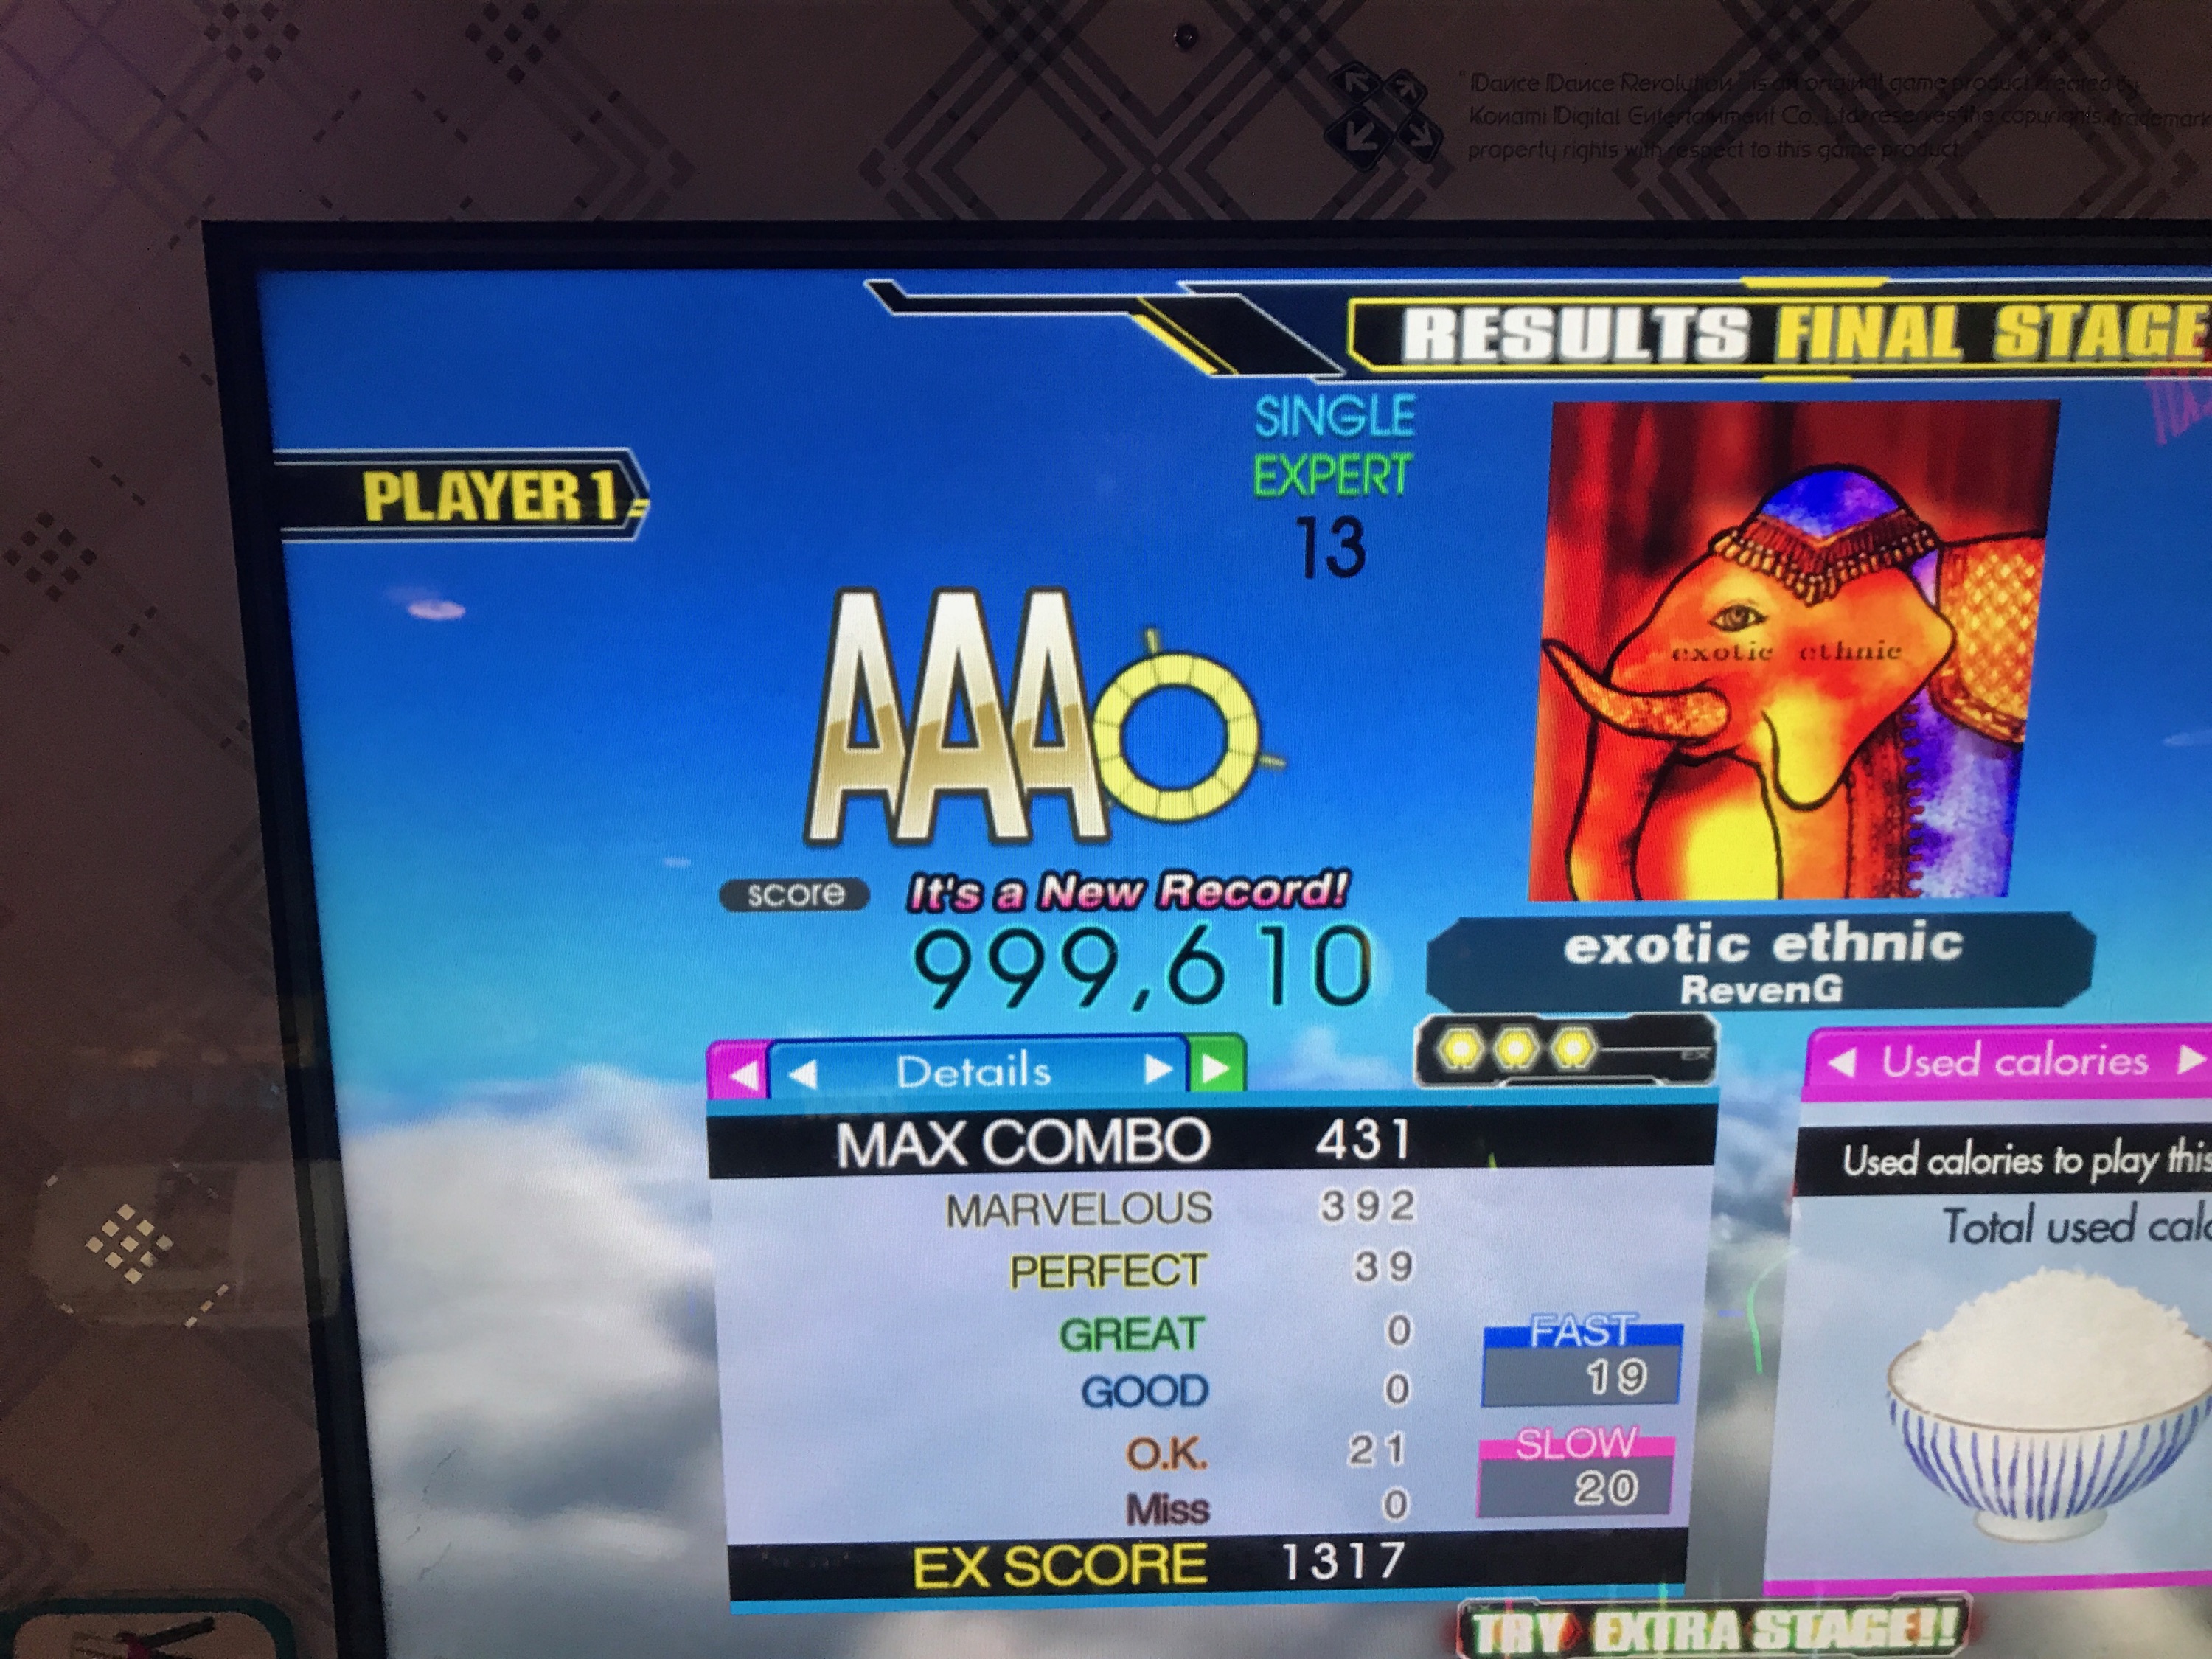 "Dance Dance Revolution" is an original game product created by
Konami Digital Entertainment Co., Ltd. reserves the copyrights, trademark
property rights with respect to this game product.
RESULTS FINAL STAGE
SINGLE
EXPERT
13
PLAYER 1
AAA
exotic ethnic
score
It's a New Record!
999,610
exotic ethnic
RevenG
EX
Details
Used calories
MAX COMBO 431
MARVELOUS 392
PERFECT 39
GREAT 0
GOOD 0
O.K. 21
Miss 0
FAST
19
SLOW
20
EX SCORE 1317
Used calories to play this
Total used calo
TRY EXTRA STAGE!!